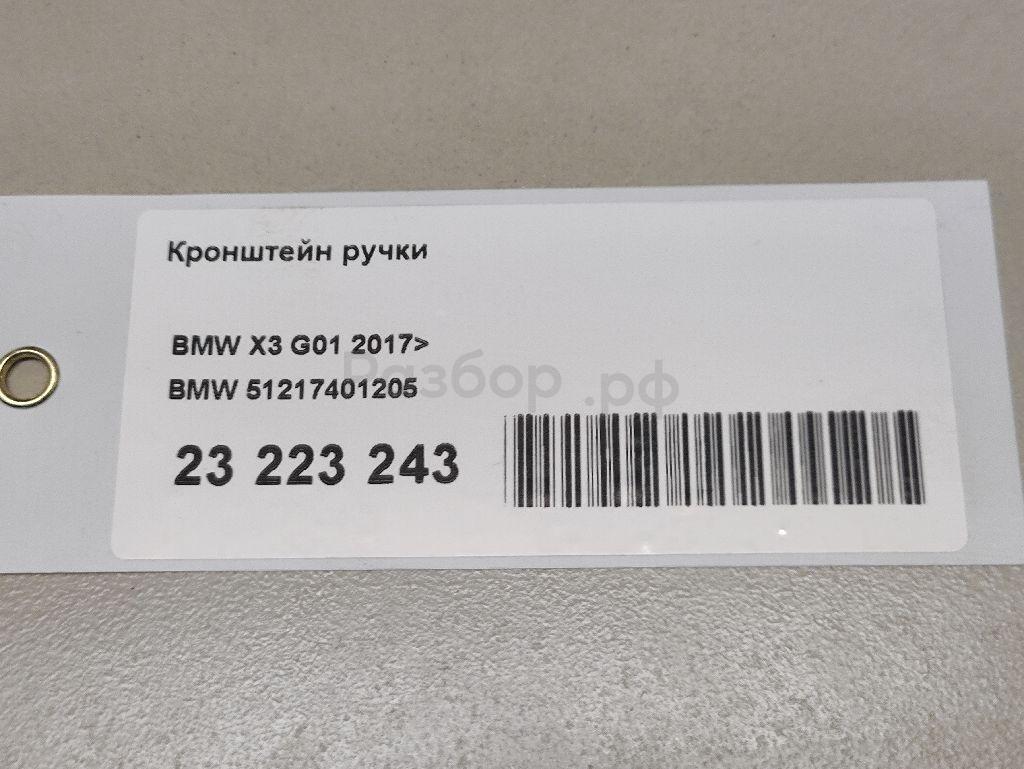 Кронштейн ручки
BMW X3 G01 2017>
BMW 51217401205
Разбор.рф
23 223 243